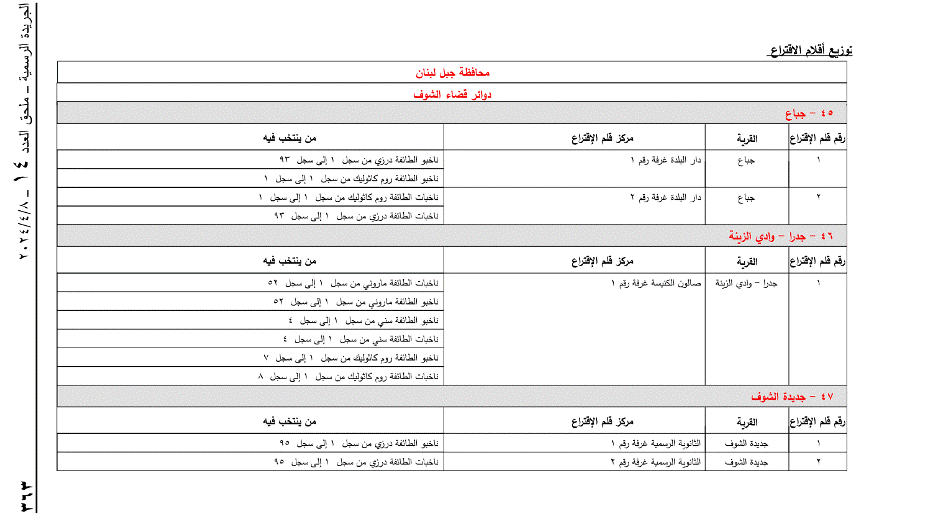 الجريدة الرسمية – ملحق العدد ١٤ – ٢٠٢٤/٤/٨
٣٦٣
توزيع أقلام الاقتراع
محافظة جبل لبنان
دوائر قضاء الشوف
٤٥ - جباع
رقم قلم الإقتراع القرية مركز قلم الإقتراع من ينتخب فيه
١ جباع دار البلدة غرفة رقم ١ ناخبو الطائفة درزي من سجل ١ إلى سجل ٩٣
ناخبو الطائفة روم كاثوليك من سجل ١ إلى سجل ١
٢ جباع دار البلدة غرفة رقم ٢ ناخبات الطائفة روم كاثوليك من سجل ١ إلى سجل ١
ناخبات الطائفة درزي من سجل ١ إلى سجل ٩٣
٤٦ - جدرا - وادي الزينة
رقم قلم الإقتراع القرية مركز قلم الإقتراع من ينتخب فيه
١ جدرا - وادي الزينة صالون الكنيسة غرفة رقم ١ ناخبات الطائفة ماروني من سجل ١ إلى سجل ٥٢
ناخبو الطائفة ماروني من سجل ١ إلى سجل ٥٢
ناخبو الطائفة سني من سجل ١ إلى سجل ٤
ناخبات الطائفة سني من سجل ١ إلى سجل ٤
ناخبو الطائفة روم كاثوليك من سجل ١ إلى سجل ٧
ناخبات الطائفة روم كاثوليك من سجل ١ إلى سجل ٨
٤٧ - جديدة الشوف
رقم قلم الإقتراع القرية مركز قلم الإقتراع من ينتخب فيه
١ جديدة الشوف الثانوية الرسمية غرفة رقم ١ ناخبو الطائفة درزي من سجل ١ إلى سجل ٩٥
٢ جديدة الشوف الثانوية الرسمية غرفة رقم ٢ ناخبات الطائفة درزي من سجل ١ إلى سجل ٩٥